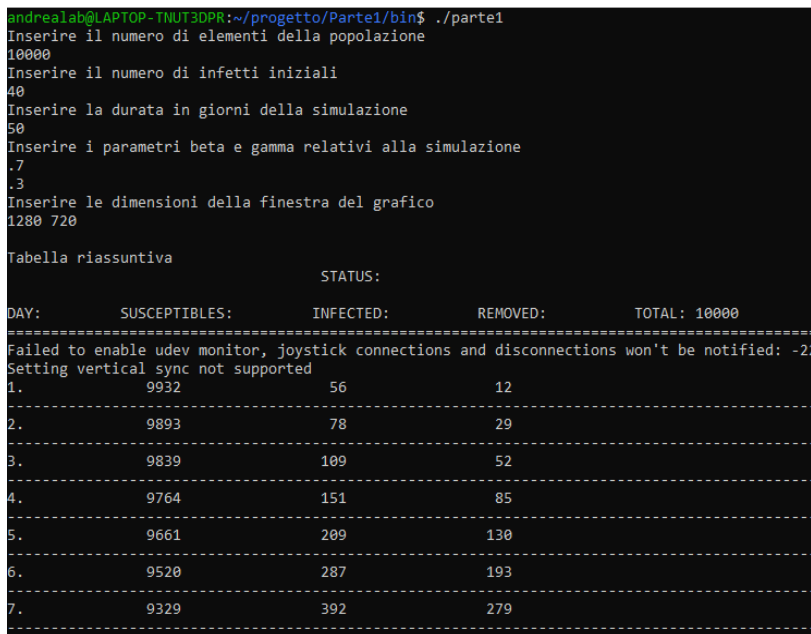 andrealab@LAPTOP-TNUT3DPR:~/progetto/Parte1/bin$ ./parte1
Inserire il numero di elementi della popolazione
10000
Inserire il numero di infetti iniziali
40
Inserire la durata in giorni della simulazione
50
Inserire i parametri beta e gamma relativi alla simulazione
.7
.3
Inserire le dimensioni della finestra del grafico
1280 720
Tabella riassuntiva
STATUS:
DAY: SUSCEPTIBLES: INFECTED: REMOVED: TOTAL: 10000
Failed to enable udev monitor, joystick connections and disconnections won't be notified: -22
Setting vertical sync not supported
1. 9932 56 12
2. 9893 78 29
3. 9839 109 52
4. 9764 151 85
5. 9661 209 130
6. 9520 287 193
7. 9329 392 279